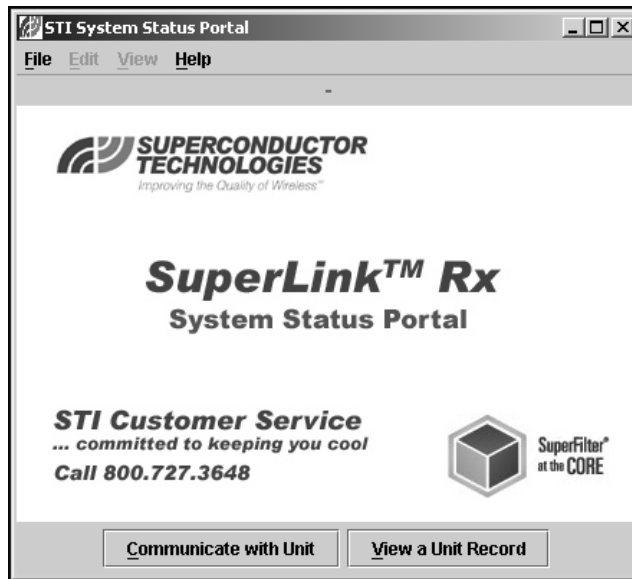 STI System Status Portal
File Edit View Help
-
SUPERCONDUCTOR
TECHNOLOGIES
Improving the Quality of Wireless℠
SuperLink™ Rx
System Status Portal
STI Customer Service
... committed to keeping you cool
Call 800.727.3648
SuperFilter®
at the CORE
Communicate with Unit View a Unit Record